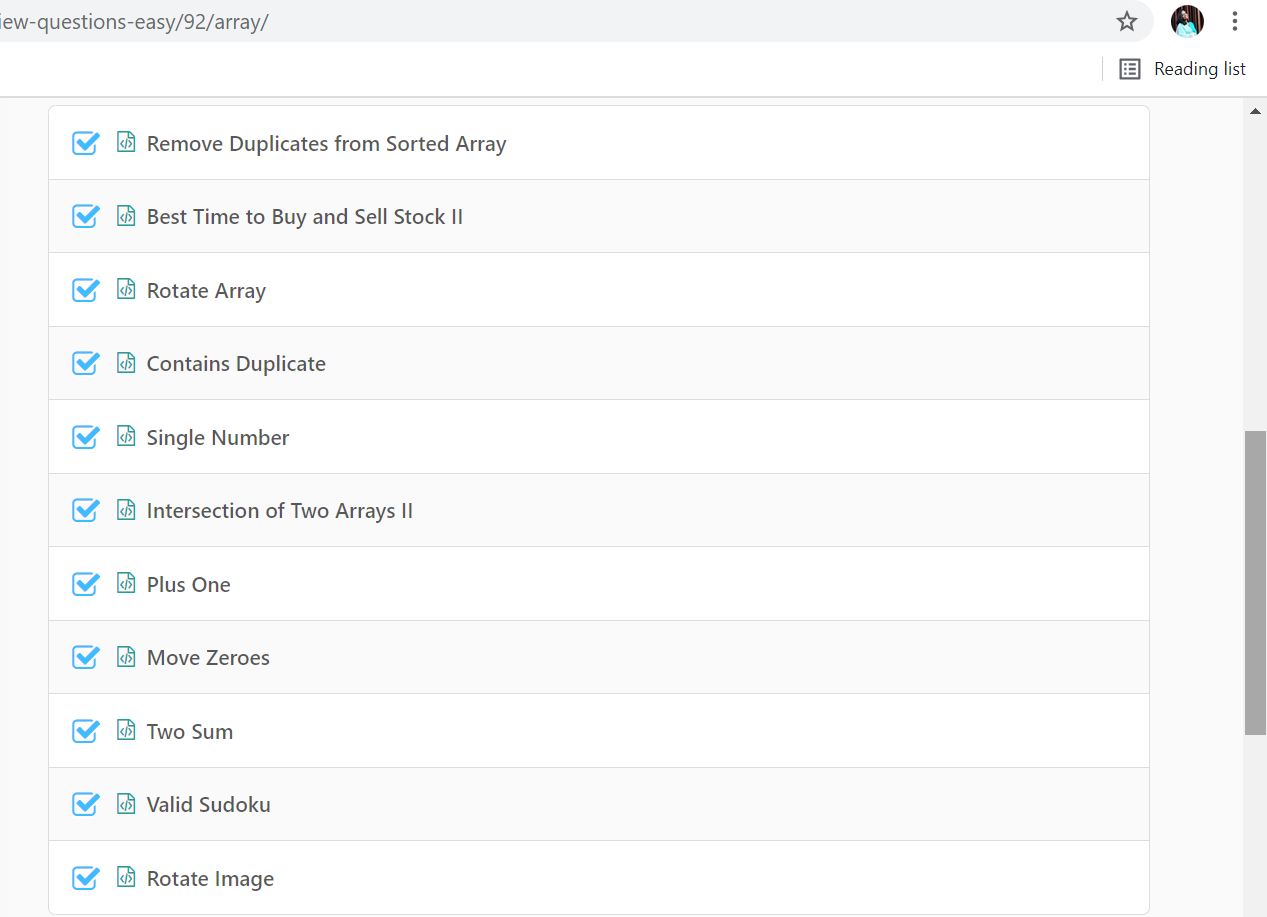 iew-questions-easy/92/array/
Reading list
Remove Duplicates from Sorted Array
Best Time to Buy and Sell Stock II
Rotate Array
Contains Duplicate
Single Number
Intersection of Two Arrays II
Plus One
Move Zeroes
Two Sum
Valid Sudoku
Rotate Image